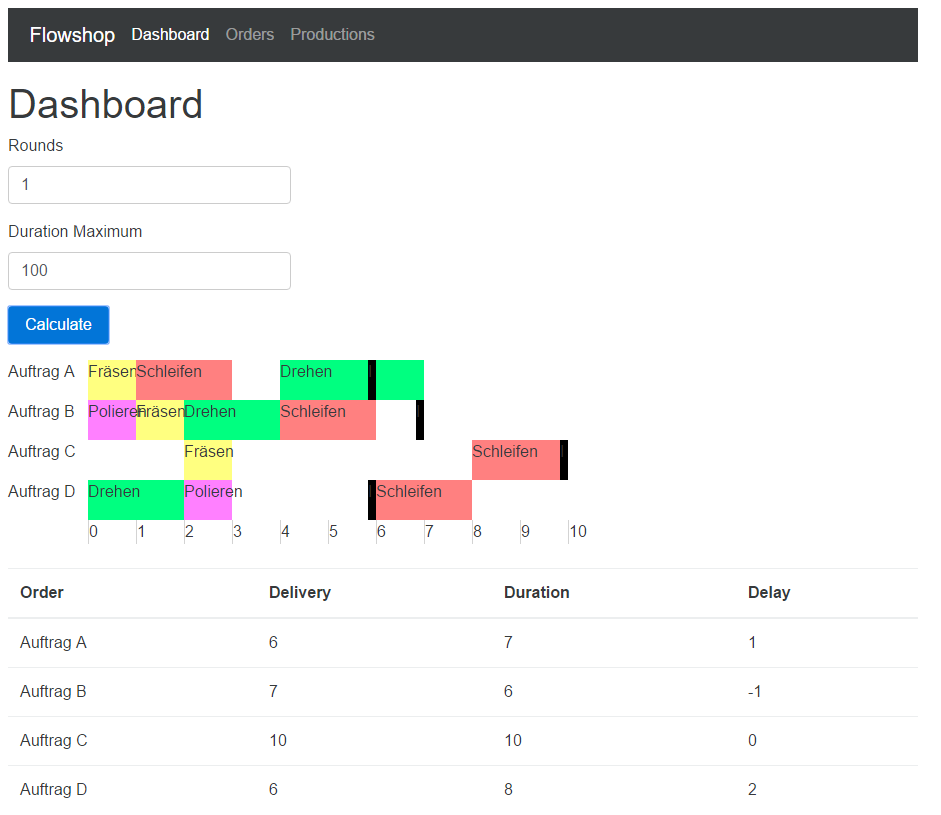 Flowshop Dashboard Orders Productions
Dashboard
Rounds
1
Duration Maximum
100
Calculate
Auftrag A Fräsen Schleifen Drehen
Auftrag B Polieren Fräsen Drehen Schleifen
Auftrag C Fräsen Schleifen
Auftrag D Drehen Polieren Schleifen
0 1 2 3 4 5 6 7 8 9 10
Order Delivery Duration Delay
Auftrag A 6 7 1
Auftrag B 7 6 -1
Auftrag C 10 10 0
Auftrag D 6 8 2